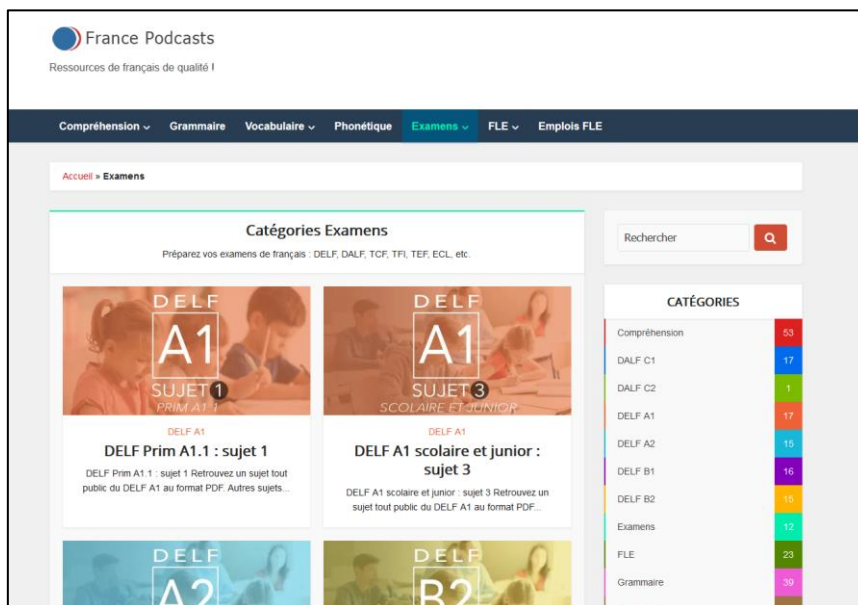 France Podcasts
Ressources de français de qualité !
Compréhension Grammaire Vocabulaire Phonétique Examens FLE Emplois FLE
Accueil » Examens
Catégories Examens
Préparez vos examens de français : DELF, DALF, TCF, TFI, TEF, ECL, etc.
DELF
A1
SUJET 1
PRIM A1.1
DELF A1
DELF Prim A1.1 : sujet 1
DELF Prim A1.1 : sujet 1 Retrouvez un sujet tout
public du DELF A1 au format PDF. Autres sujets...
DELF
A1
SUJET 3
SCOLAIRE ET JUNIOR
DELF A1
DELF A1 scolaire et junior :
sujet 3
DELF A1 scolaire et junior : sujet 3 Retrouvez un
sujet tout public du DELF A1 au format PDF...
DELF
A2
DELF
B2
Rechercher
CATÉGORIES
Compréhension 53
DALF C1 17
DALF C2 1
DELF A1 17
DELF A2 15
DELF B1 16
DELF B2 15
Examens 12
FLE 23
Grammaire 39